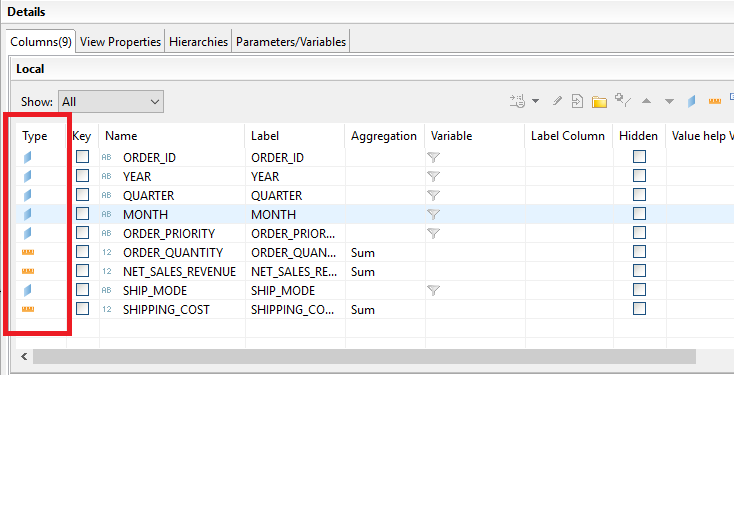 Details
Columns(9) View Properties Hierarchies Parameters/Variables
Local
Show: All
Type Key Name Label Aggregation Variable Label Column Hidden Value help V
AB ORDER_ID ORDER_ID
AB YEAR YEAR
AB QUARTER QUARTER
AB MONTH MONTH
AB ORDER_PRIORITY ORDER_PRIOR...
12 ORDER_QUANTITY ORDER_QUAN... Sum
12 NET_SALES_REVENUE NET_SALES_RE... Sum
AB SHIP_MODE SHIP_MODE
12 SHIPPING_COST SHIPPING_CO... Sum